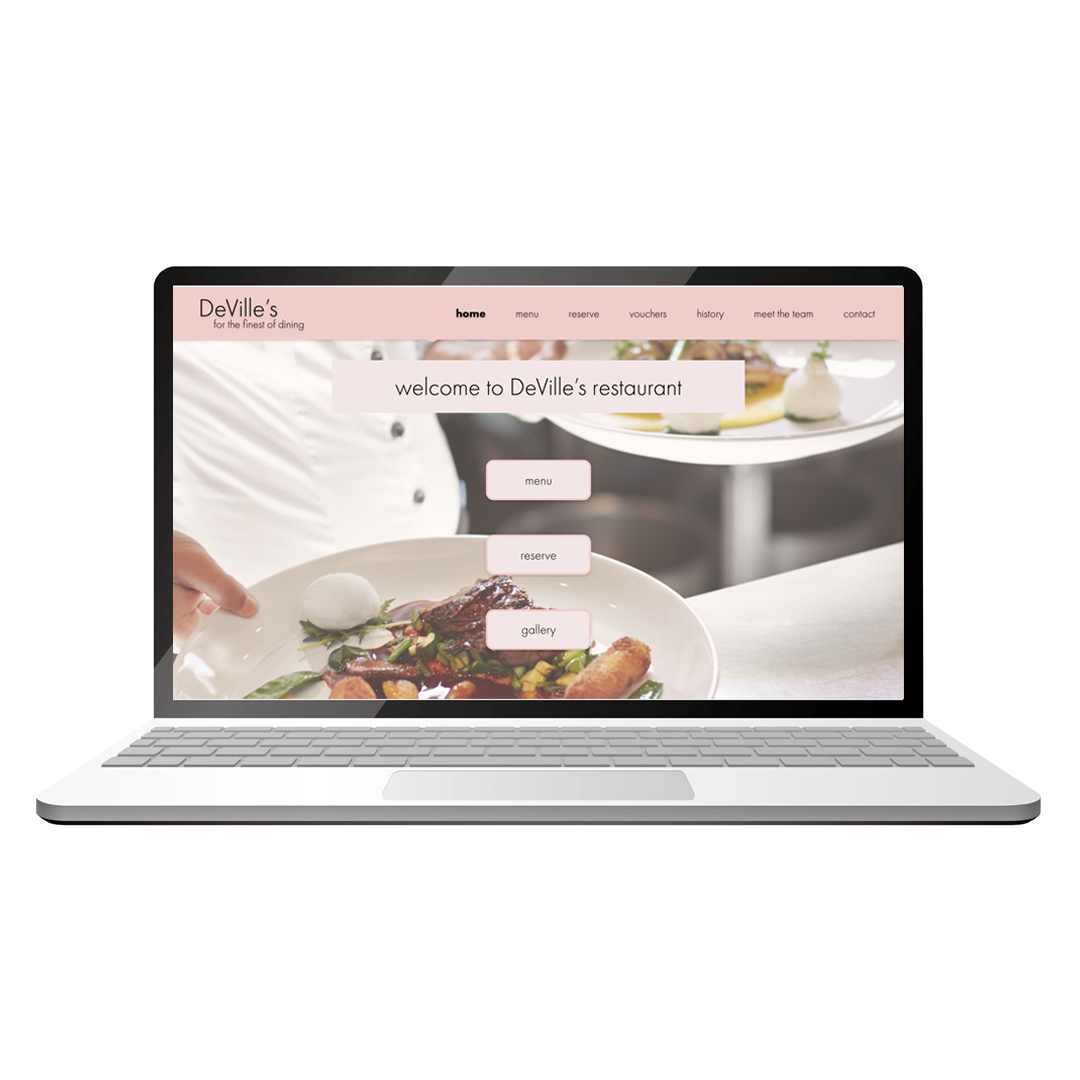 DeVille's
for the finest of dining
home menu reserve vouchers history meet the team contact
welcome to DeVille's restaurant
menu
reserve
gallery